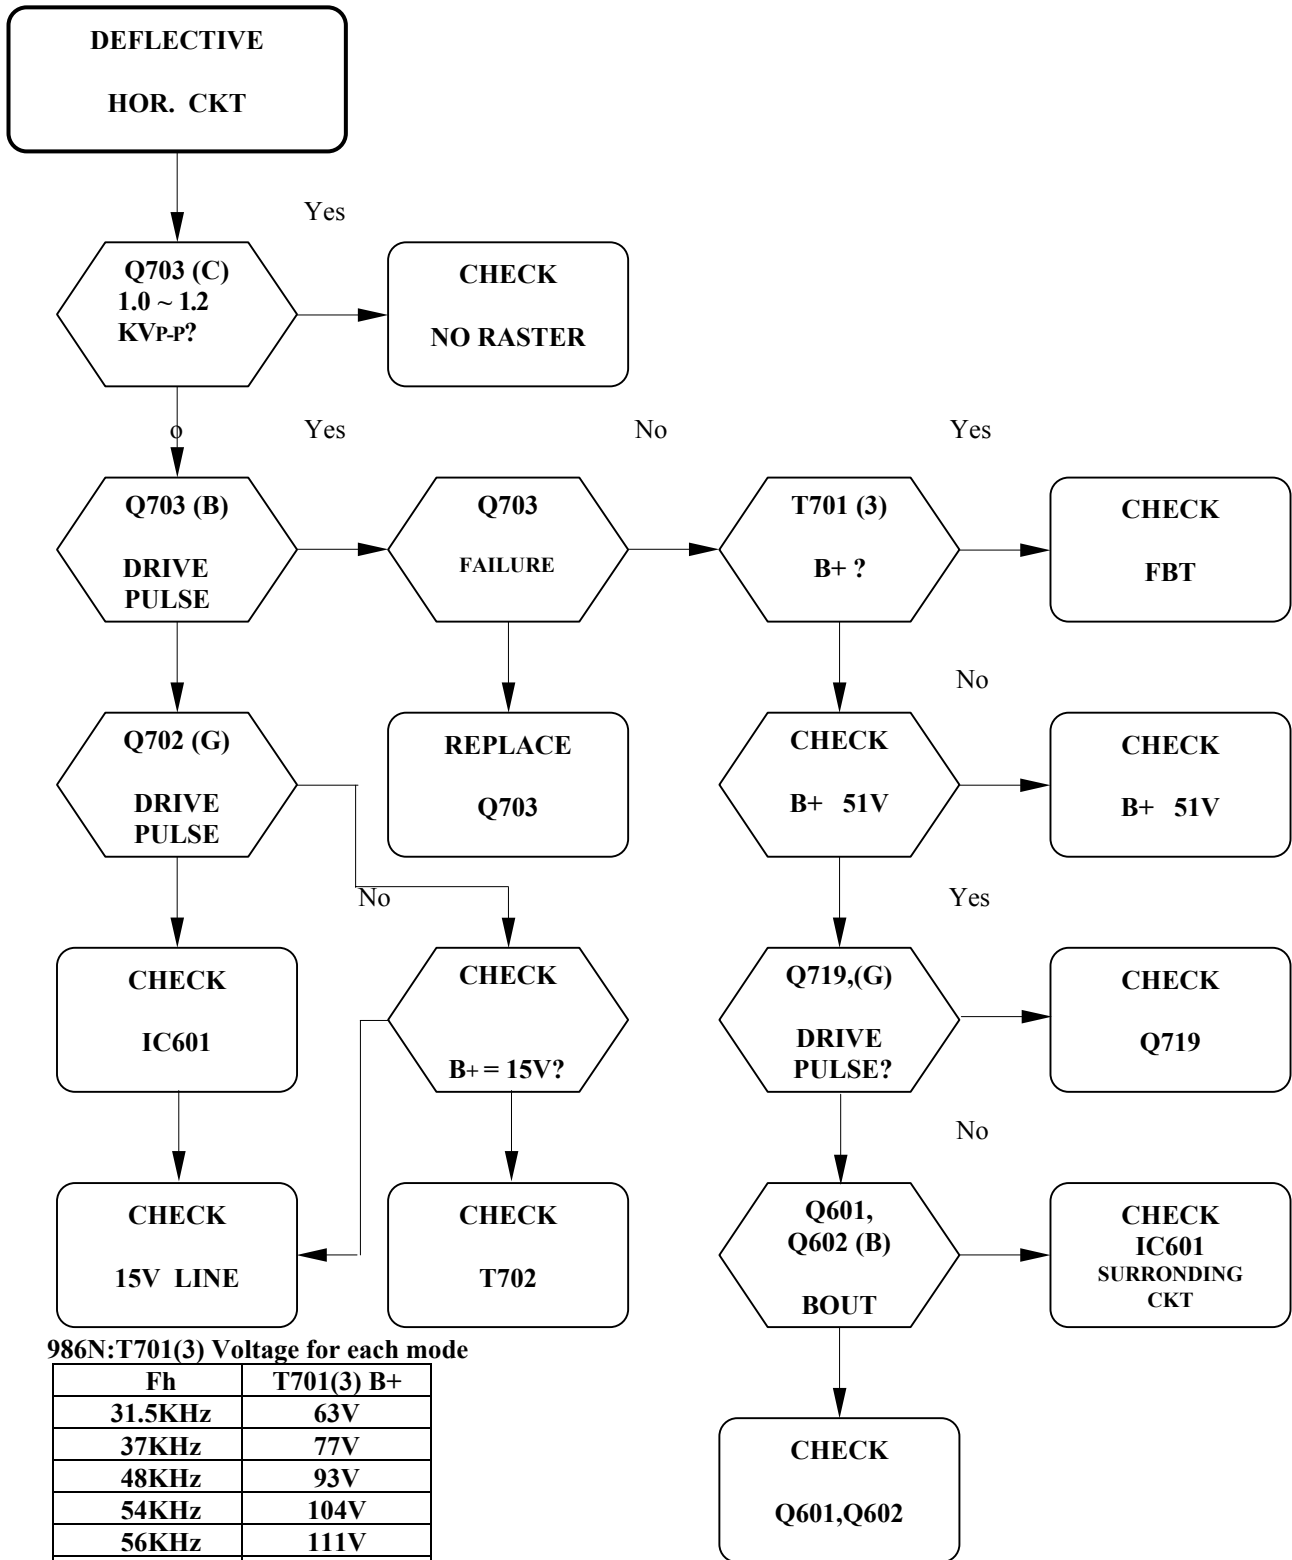 DEFLECTIVE
HOR. CKT
Yes
Q703 (C)
1.0 ~ 1.2
KVP-P?
CHECK
NO RASTER
o
Yes
No
Yes
Q703 (B)
DRIVE
PULSE
Q703
FAILURE
T701 (3)
B+ ?
CHECK
FBT
No
Q702 (G)
DRIVE
PULSE
REPLACE
Q703
CHECK
B+ 51V
CHECK
B+ 51V
No
Yes
CHECK
IC601
CHECK
B+ = 15V?
Q719,(G)
DRIVE
PULSE?
CHECK
Q719
No
CHECK
15V LINE
CHECK
T702
Q601,
Q602 (B)
BOUT
CHECK
IC601
SURRONDING
CKT
986N:T701(3) Voltage for each mode
Fh T701(3) B+
31.5KHz 63V
37KHz 77V
48KHz 93V
54KHz 104V
56KHz 111V
CHECK
Q601,Q602